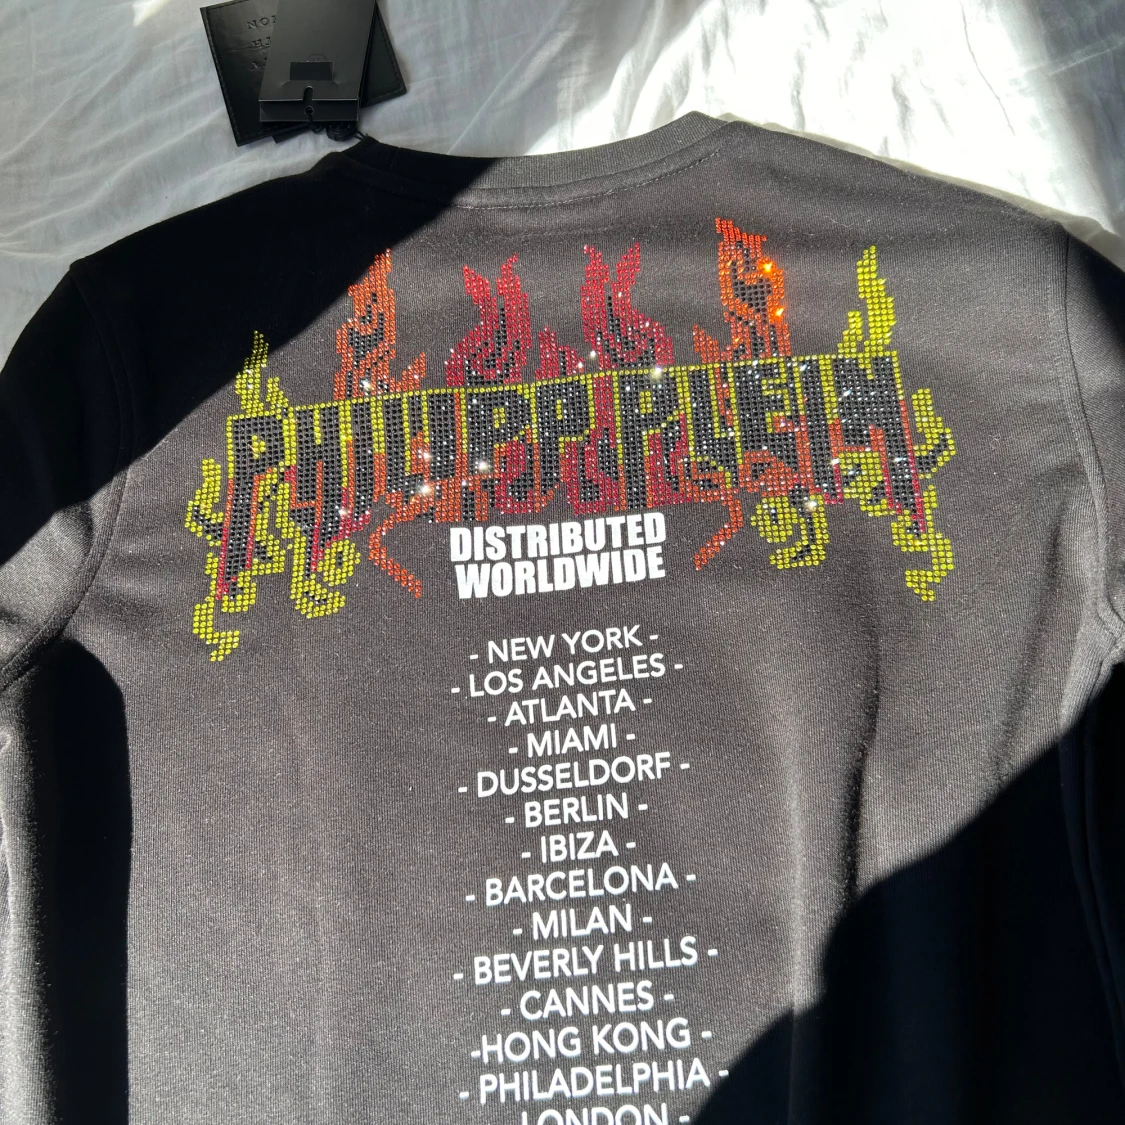 PHILIPP PLEIN
DISTRIBUTED
WORLDWIDE
- NEW YORK -
- LOS ANGELES -
- ATLANTA -
- MIAMI -
- DUSSELDORF -
- BERLIN -
- IBIZA -
- BARCELONA -
- MILAN -
- BEVERLY HILLS -
- CANNES -
-HONG KONG -
- PHILADELPHIA -
LONDON -